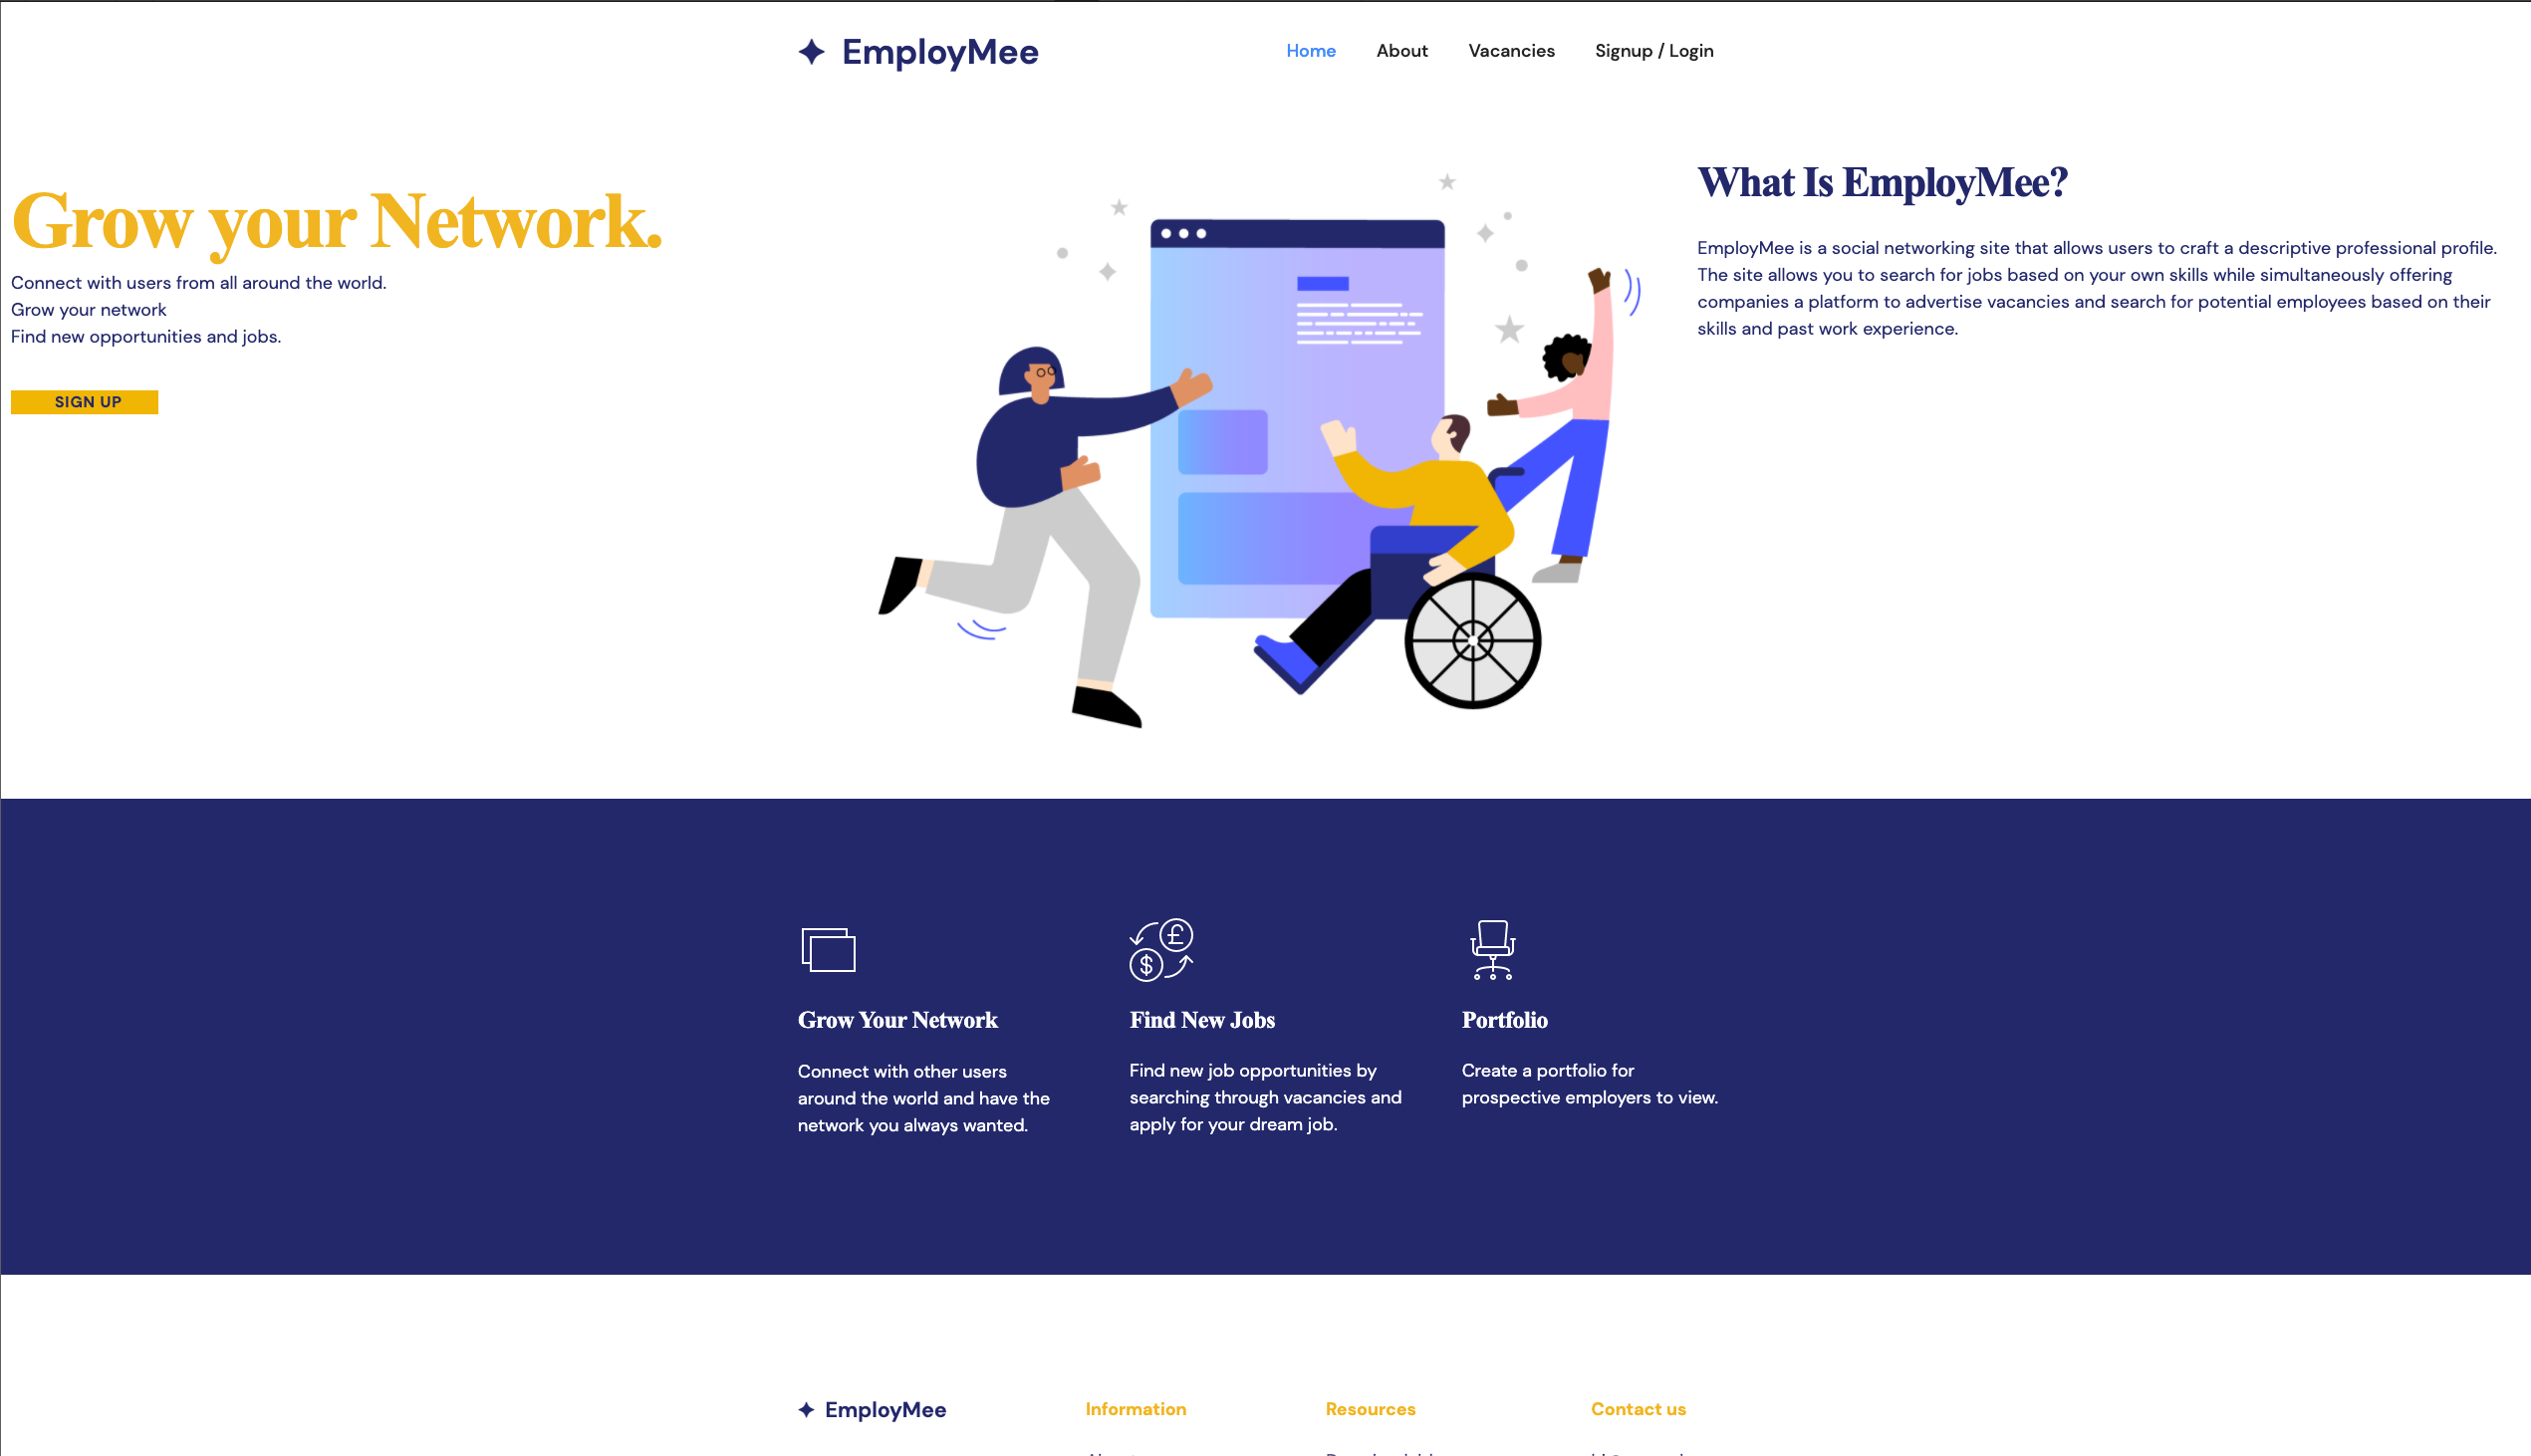 EmployMee
Home
About
Vacancies
Signup / Login
Grow your Network.
Connect with users from all around the world.
Grow your network
Find new opportunities and jobs.
SIGN UP
What Is EmployMee?
EmployMee is a social networking site that allows users to craft a descriptive professional profile.
The site allows you to search for jobs based on your own skills while simultaneously offering
companies a platform to advertise vacancies and search for potential employees based on their
skills and past work experience.
£
$
Grow Your Network
Connect with other users
around the world and have the
network you always wanted.
Find New Jobs
Find new job opportunities by
searching through vacancies and
apply for your dream job.
Portfolio
Create a portfolio for
prospective employers to view.
EmployMee
Information
Resources
Contact us